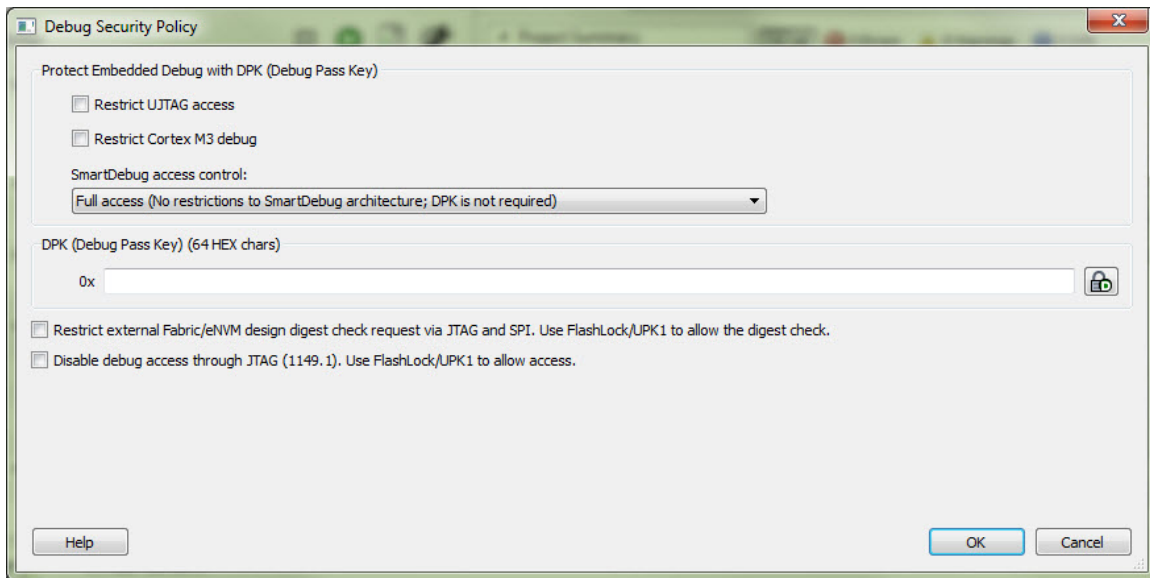 Debug Security Policy
Protect Embedded Debug with DPK (Debug Pass Key)
Restrict UJTAG access
Restrict Cortex M3 debug
SmartDebug access control:
Full access (No restrictions to SmartDebug architecture; DPK is not required)
DPK (Debug Pass Key) (64 HEX chars)
0x
Restrict external Fabric/eNVM design digest check request via JTAG and SPI. Use FlashLock/UPK1 to allow the digest check.
Disable debug access through JTAG (1149.1). Use FlashLock/UPK1 to allow access.
Help OK Cancel